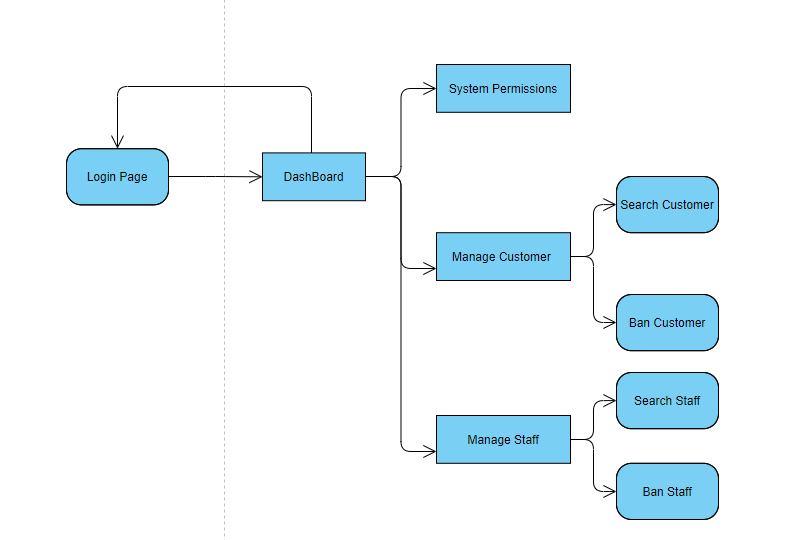 System Permissions
Login Page
DashBoard
Search Customer
Manage Customer
Ban Customer
Search Staff
Manage Staff
Ban Staff